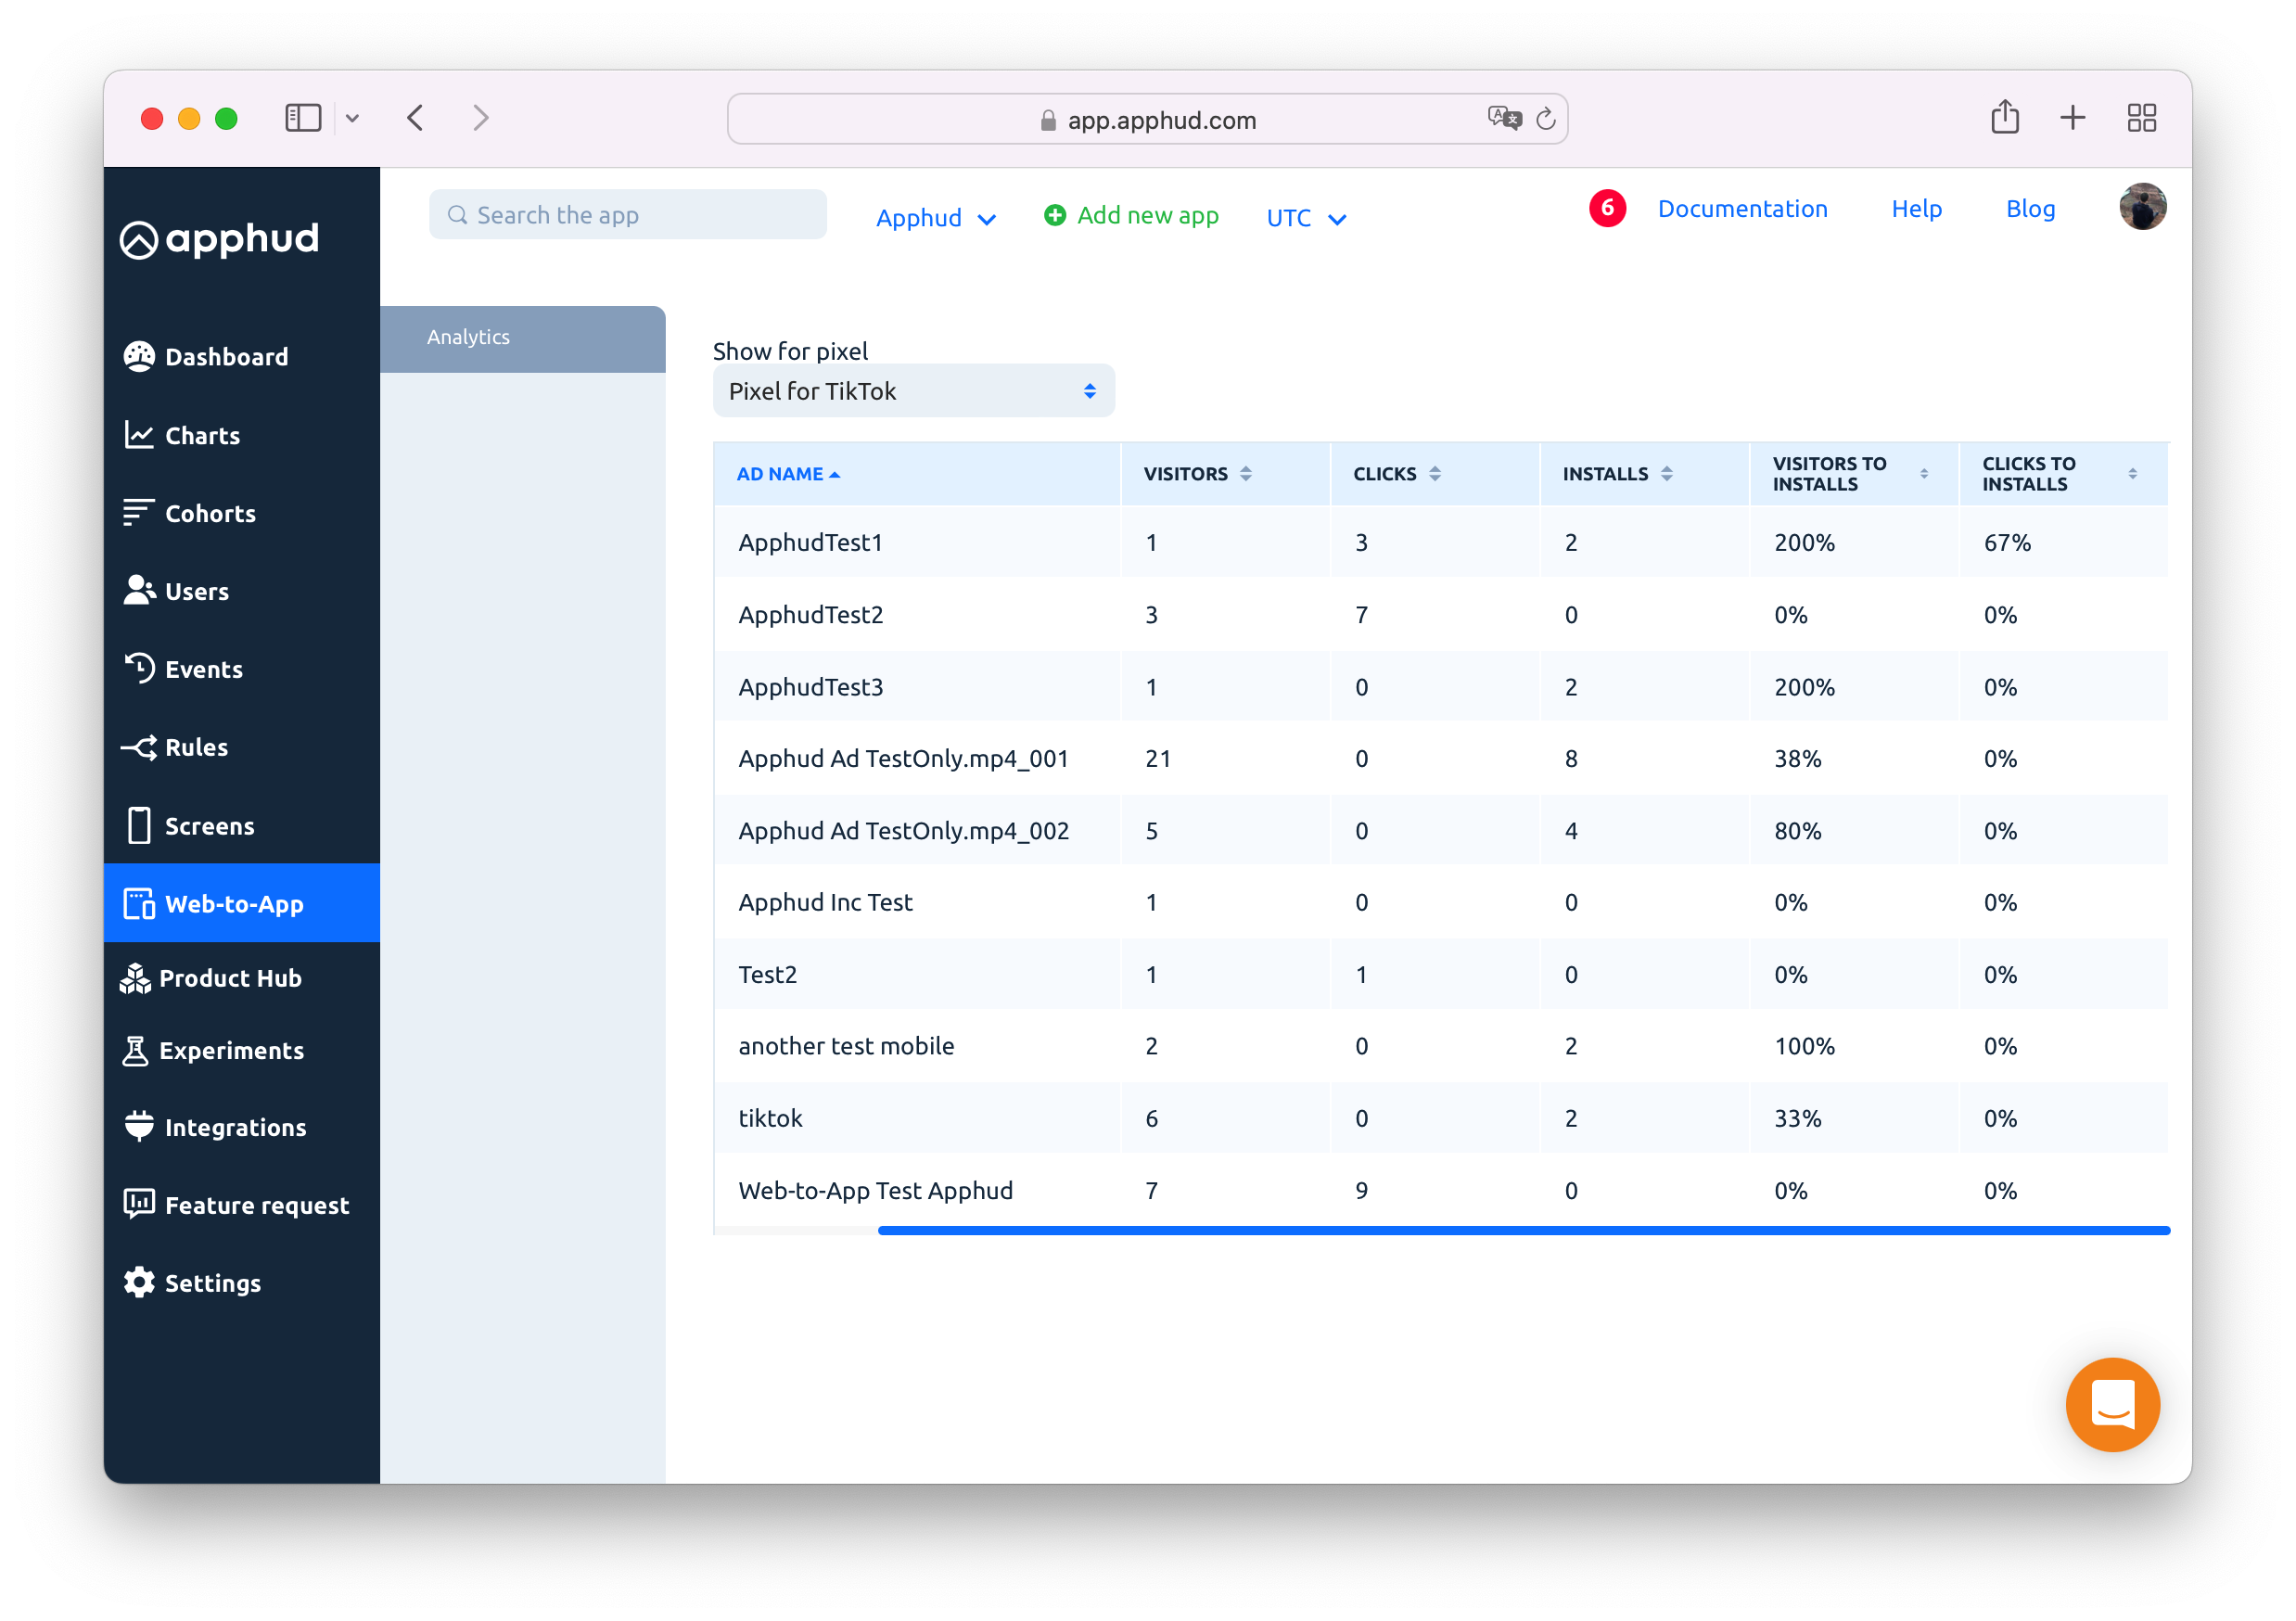 app.apphud.com
apphud
Search the app
Apphud
Add new app
UTC
6
Documentation
Help
Blog
Dashboard
Charts
Cohorts
Users
Events
Rules
Screens
Web-to-App
Product Hub
Experiments
Integrations
Feature request
Settings
Analytics
Show for pixel
Pixel for TikTok
AD NAME VISITORS CLICKS INSTALLS VISITORS TO INSTALLS CLICKS TO INSTALLS
ApphudTest1 1 3 2 200% 67%
ApphudTest2 3 7 0 0% 0%
ApphudTest3 1 0 2 200% 0%
Apphud Ad TestOnly.mp4_001 21 0 8 38% 0%
Apphud Ad TestOnly.mp4_002 5 0 4 80% 0%
Apphud Inc Test 1 0 0 0% 0%
Test2 1 1 0 0% 0%
another test mobile 2 0 2 100% 0%
tiktok 6 0 2 33% 0%
Web-to-App Test Apphud 7 9 0 0% 0%